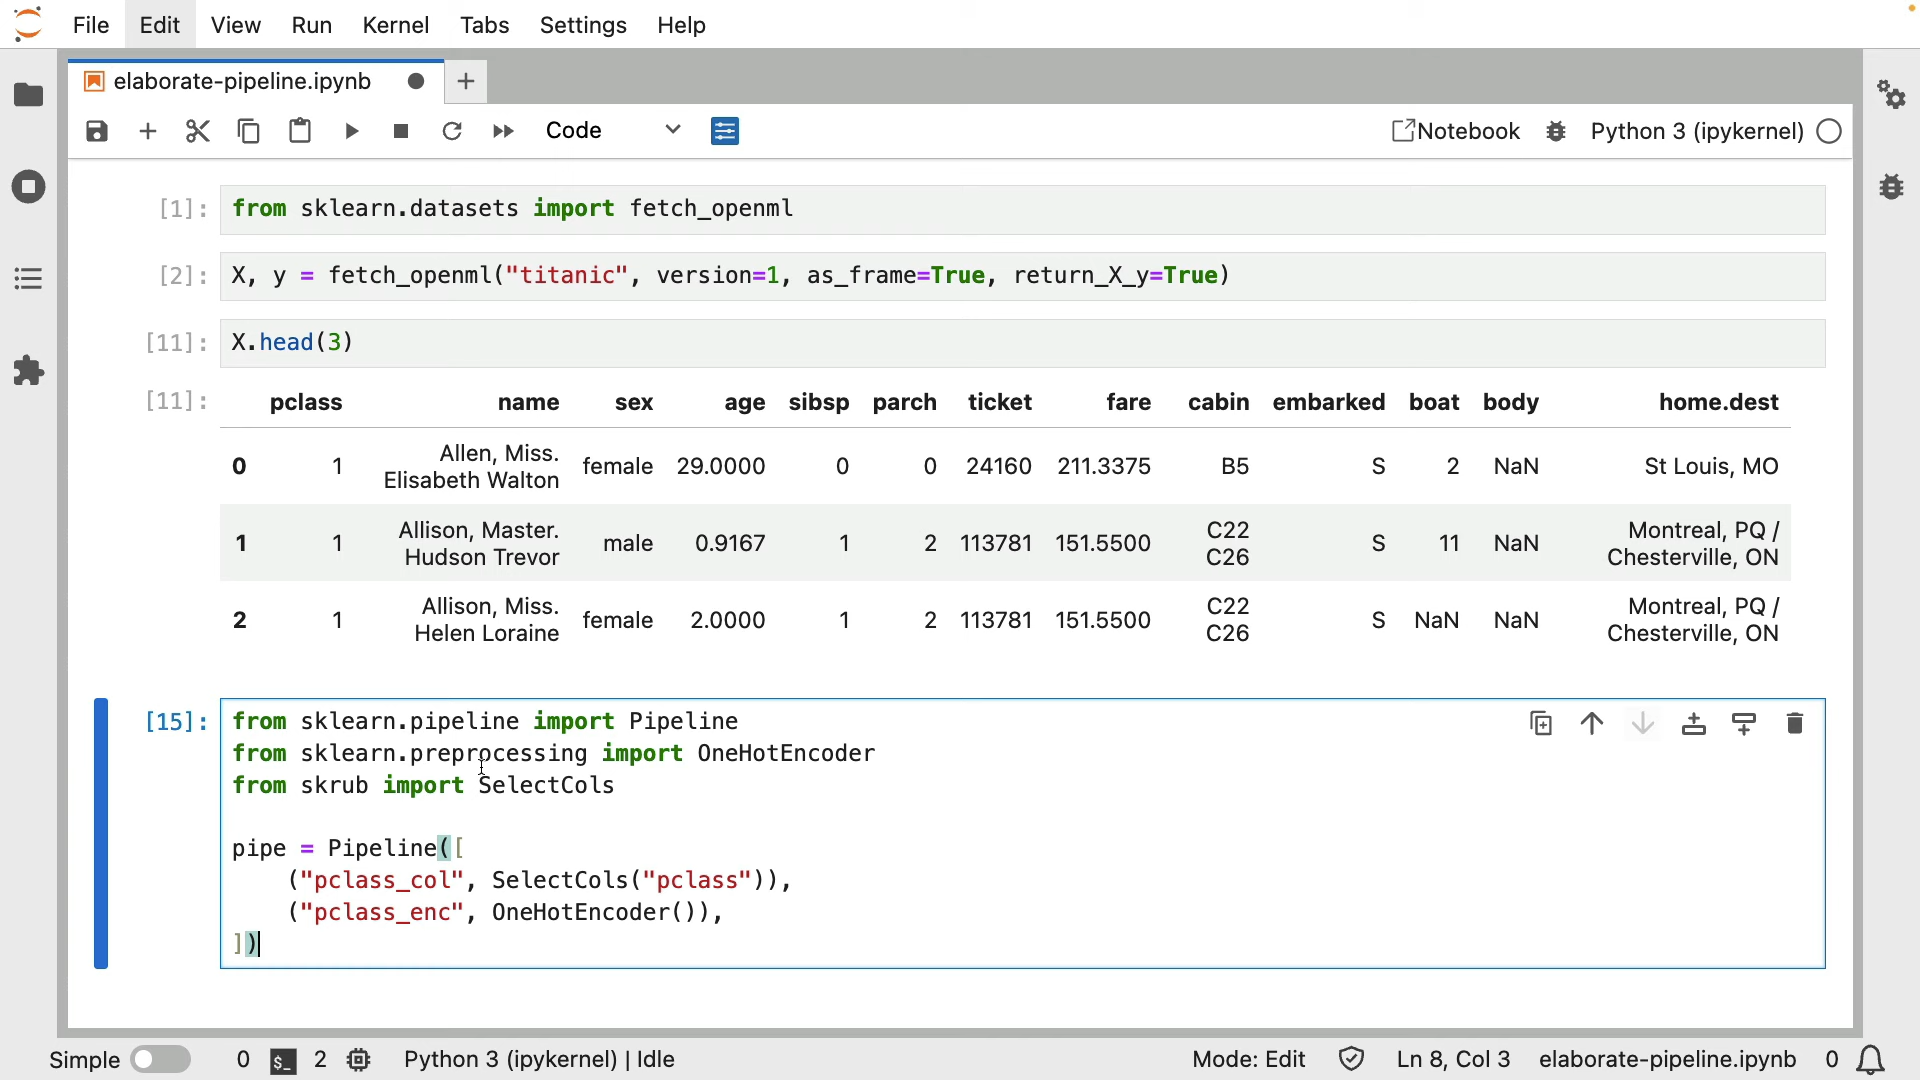 File Edit View Run Kernel Tabs Settings Help
elaborate-pipeline.ipynb
Code Notebook Python 3 (ipykernel)
[1]: from sklearn.datasets import fetch_openml
[2]: X, y = fetch_openml("titanic", version=1, as_frame=True, return_X_y=True)
[11]: X.head(3)
[11]: pclass name sex age sibsp parch ticket fare cabin embarked boat body home.dest
0 1 Allen, Miss. Elisabeth Walton female 29.0000 0 0 24160 211.3375 B5 S 2 NaN St Louis, MO
1 1 Allison, Master. Hudson Trevor male 0.9167 1 2 113781 151.5500 C22 C26 S 11 NaN Montreal, PQ / Chesterville, ON
2 1 Allison, Miss. Helen Loraine female 2.0000 1 2 113781 151.5500 C22 C26 S NaN NaN Montreal, PQ / Chesterville, ON
[15]: from sklearn.pipeline import Pipeline
from sklearn.preprocessing import OneHotEncoder
from skrub import SelectCols
pipe = Pipeline([
("pclass_col", SelectCols("pclass")),
("pclass_enc", OneHotEncoder()),
])
Simple 0 $_ 2 Python 3 (ipykernel) | Idle Mode: Edit Ln 8, Col 3 elaborate-pipeline.ipynb 0